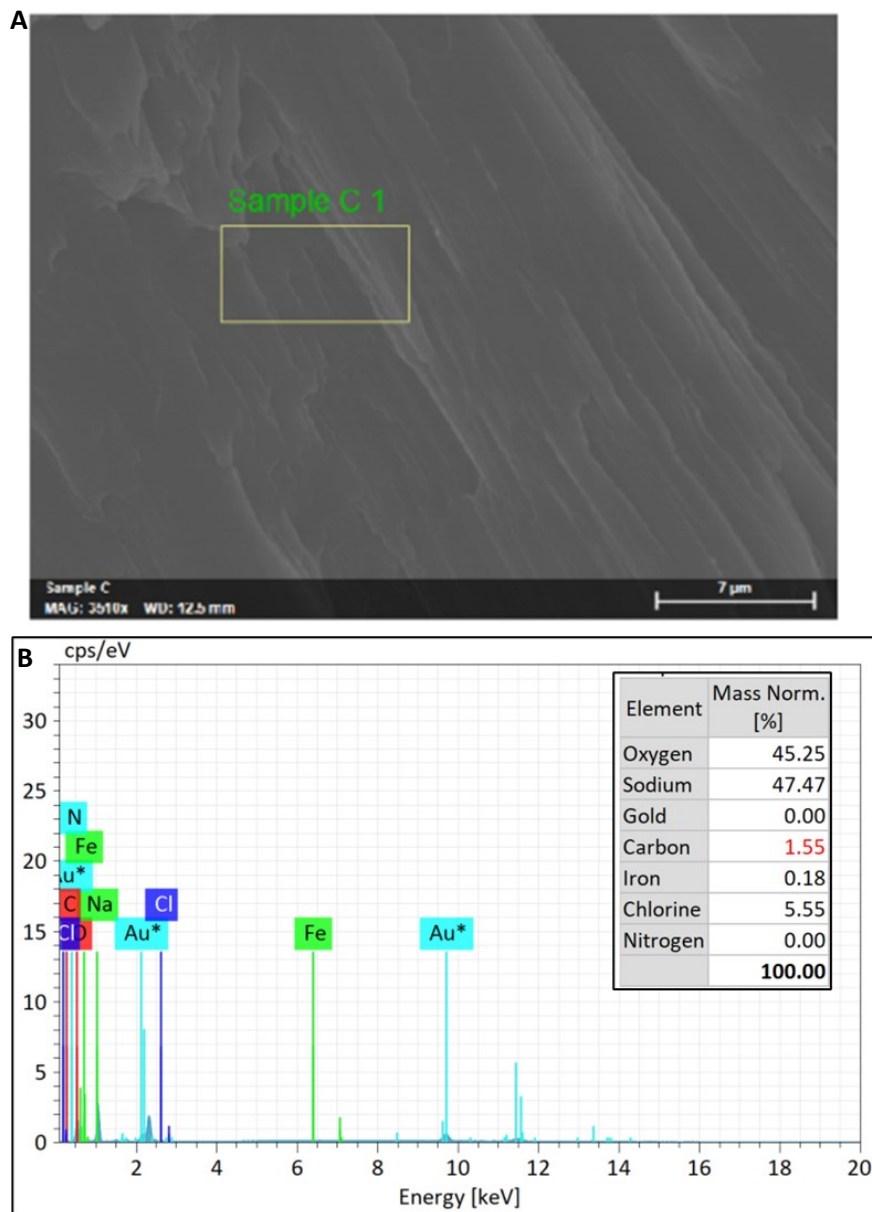 A
Sample C 1
Sample C
MAG: 3510x WD: 12.5 mm
7 µm
B
cps/eV
30
25
20
15
10
5
0
N
Fe
Au*
C Na Cl
Cl Au* Fe Au*
2 4 6 8 10 12 14 16 18 20
Energy [keV]
Element Mass Norm.
[%]
Oxygen 45.25
Sodium 47.47
Gold 0.00
Carbon 1.55
Iron 0.18
Chlorine 5.55
Nitrogen 0.00
100.00